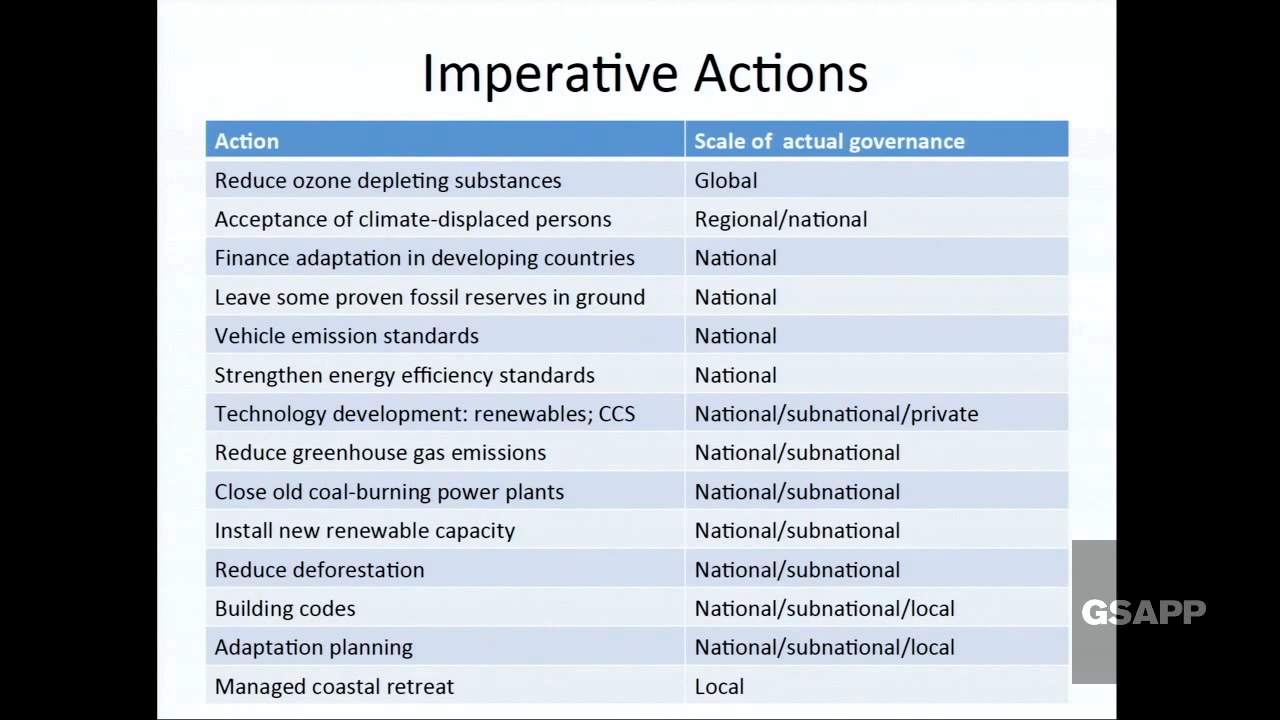 Imperative Actions
Action Scale of actual governance
Reduce ozone depleting substances Global
Acceptance of climate-displaced persons Regional/national
Finance adaptation in developing countries National
Leave some proven fossil reserves in ground National
Vehicle emission standards National
Strengthen energy efficiency standards National
Technology development: renewables; CCS National/subnational/private
Reduce greenhouse gas emissions National/subnational
Close old coal-burning power plants National/subnational
Install new renewable capacity National/subnational
Reduce deforestation National/subnational
Building codes National/subnational/local
Adaptation planning National/subnational/local
Managed coastal retreat Local
GSAPP